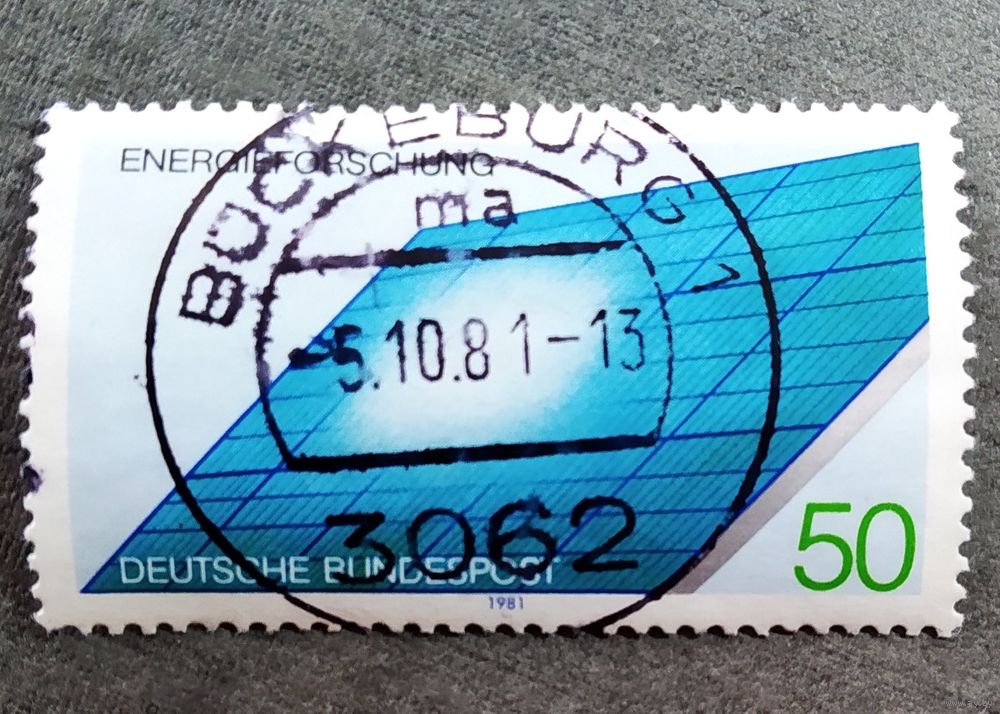 ENERGIEFORSCHUNG
BÜCKEBURG 1
ma
-5.10.81-13
3062
DEUTSCHE BUNDESPOST
50
1981